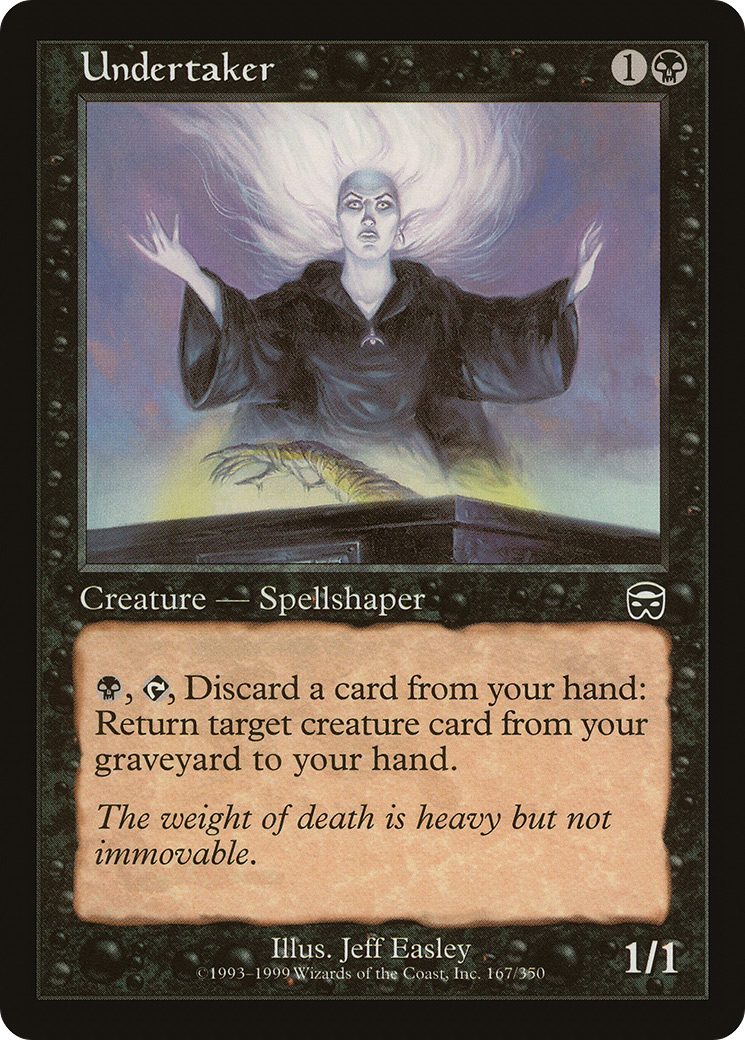 Undertaker 1
Creature — Spellshaper
, , Discard a card from your hand:
Return target creature card from your
graveyard to your hand.
The weight of death is heavy but not
immovable.
Illus. Jeff Easley
©1993–1999 Wizards of the Coast, Inc. 167/350
1/1